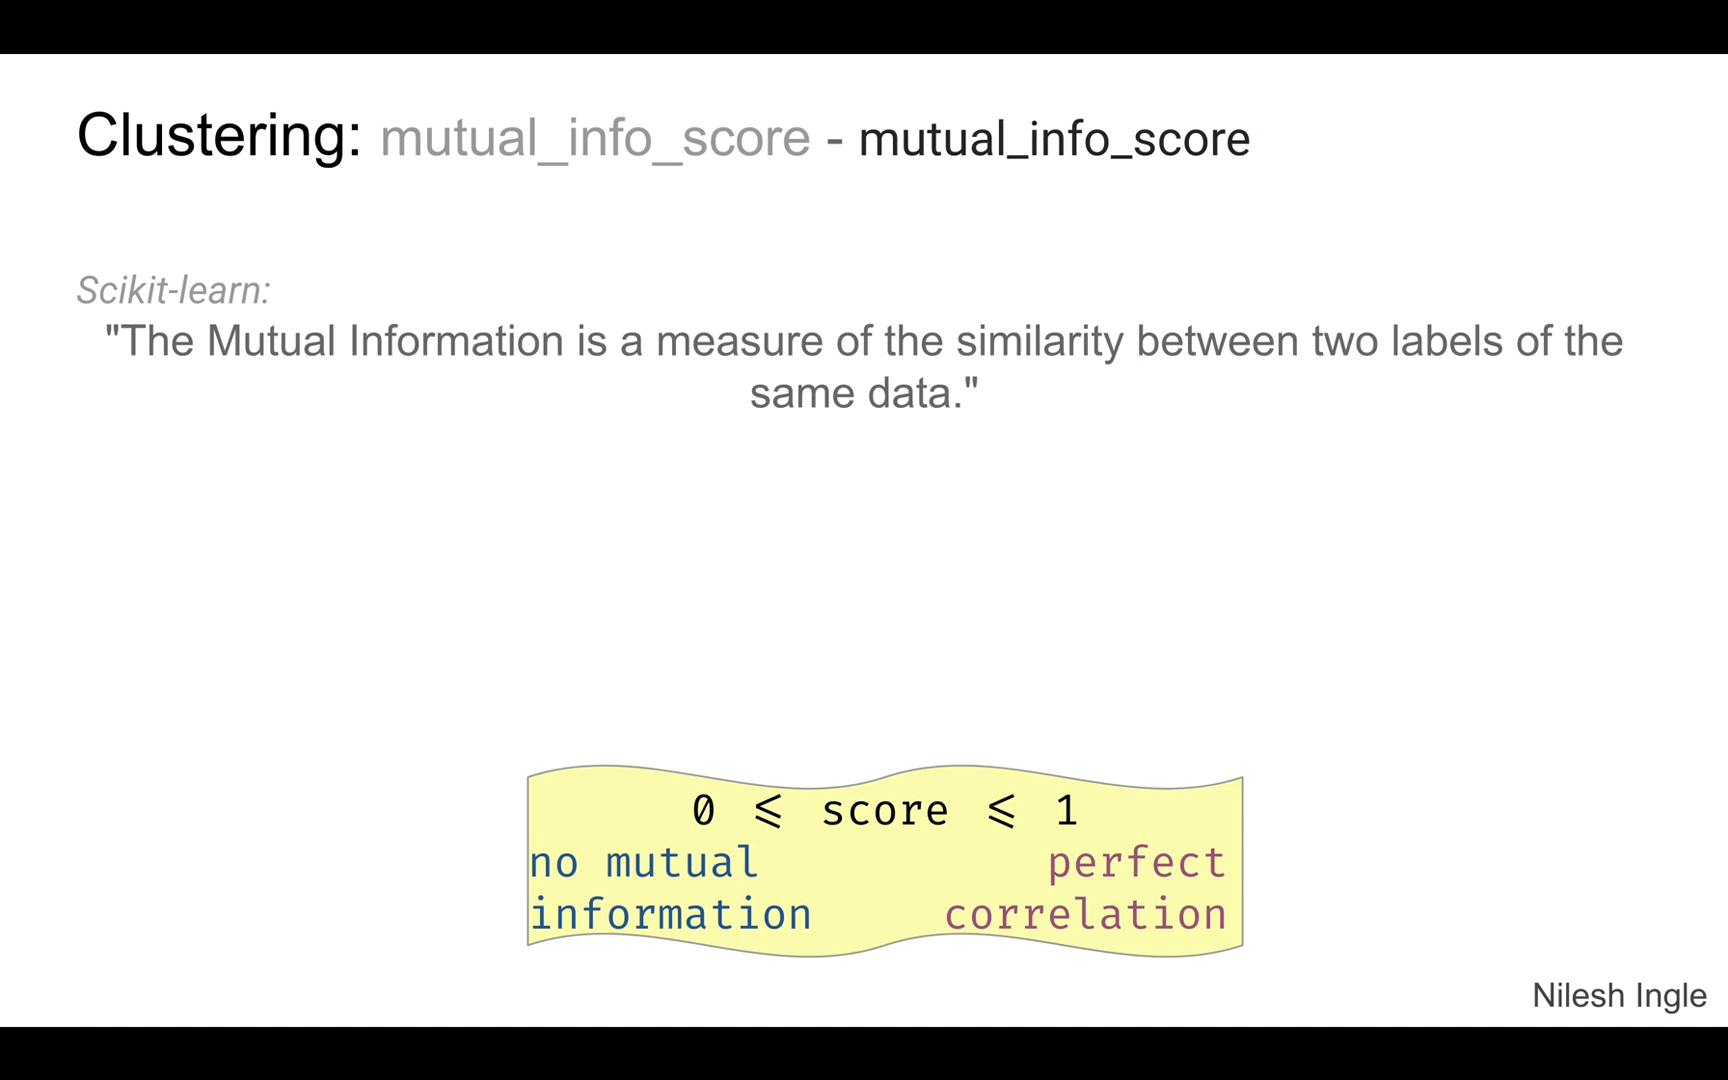 Clustering: mutual_info_score - mutual_info_score
Scikit-learn:
"The Mutual Information is a measure of the similarity between two labels of the
same data."
0 ⩽ score ⩽ 1
no mutual perfect
information correlation
Nilesh Ingle